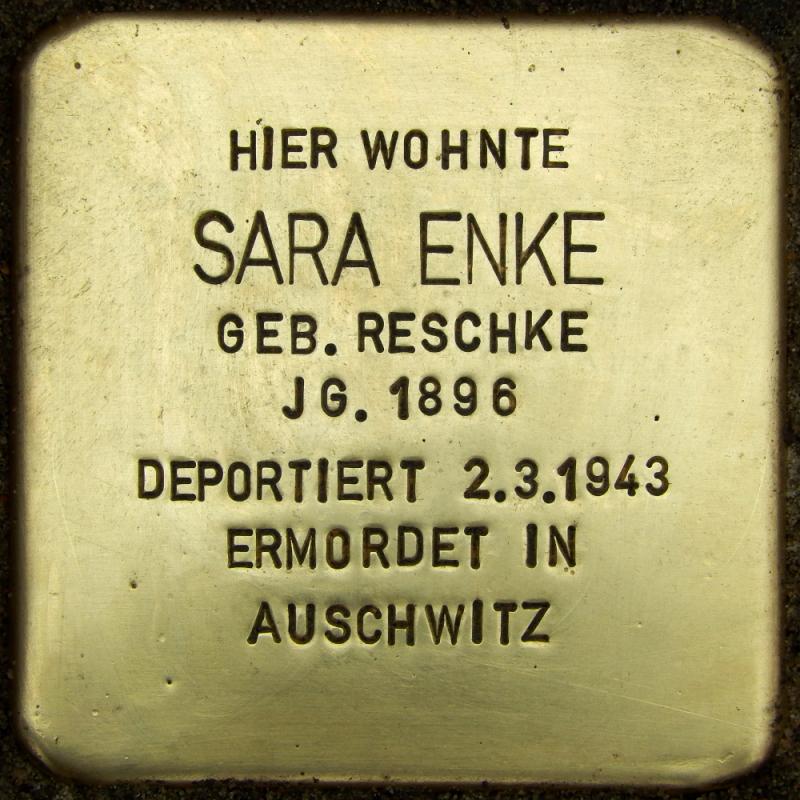 HIER WOHNTE
SARA ENKE
GEB. RESCHKE
JG. 1896
DEPORTIERT 2.3.1943
ERMORDET IN
AUSCHWITZ